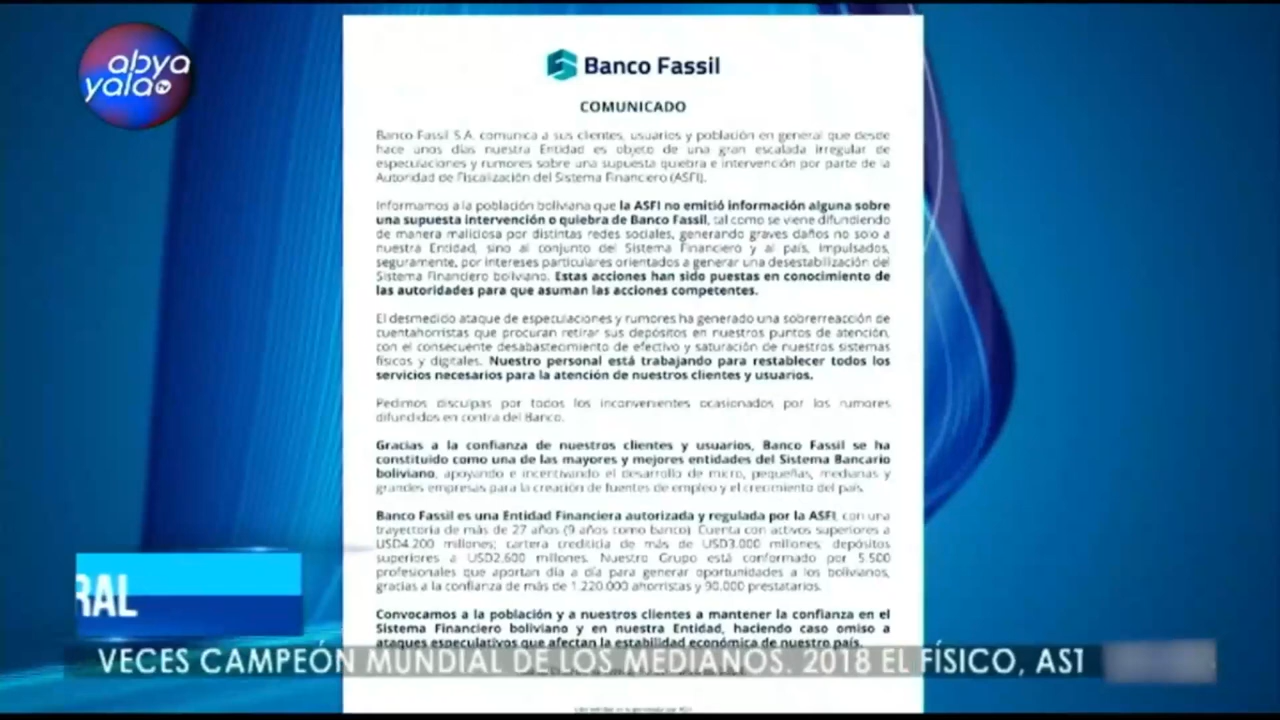 abya
yala tv
Banco Fassil
COMUNICADO
Banco Fassil S.A. comunica a sus clientes, usuarios y población en general que desde
hace unos días nuestra Entidad es objeto de una gran escalada irregular de
especulaciones y rumores sobre una supuesta quiebra e intervención por parte de la
Autoridad de Fiscalización del Sistema Financiero (ASFI).
Informamos a la población boliviana que la ASFI no emitió información alguna sobre
una supuesta intervención o quiebra de Banco Fassil, tal como se viene difundiendo
de manera maliciosa por distintas redes sociales, generando graves daños no solo a
nuestra Entidad, sino al conjunto del Sistema Financiero y al país, impulsados,
seguramente, por intereses particulares orientados a generar una desestabilización del
Sistema Financiero boliviano. Estas acciones han sido puestas en conocimiento de
las autoridades para que asuman las acciones competentes.
El desmedido ataque de especulaciones y rumores ha generado una sobrerreacción de
cuentahorristas que procuran retirar sus depósitos en nuestros puntos de atención,
con el consecuente desabastecimiento de efectivo y saturación de nuestros sistemas
físicos y digitales. Nuestro personal está trabajando para restablecer todos los
servicios necesarios para la atención de nuestros clientes y usuarios.
Pedimos disculpas por todos los inconvenientes ocasionados por los rumores
difundidos en contra del Banco.
Gracias a la confianza de nuestros clientes y usuarios, Banco Fassil se ha
constituido como una de las mayores y mejores entidades del Sistema Bancario
boliviano, apoyando e incentivando el desarrollo de micro, pequeñas, medianas y
grandes empresas para la creación de fuentes de empleo y el crecimiento del país.
Banco Fassil es una Entidad Financiera autorizada y regulada por la ASFI, con una
trayectoria de más de 27 años (9 años como banco). Cuenta con activos superiores a
USD4.200 millones; cartera crediticia de más de USD3.000 millones, depósitos
superiores a USD2.600 millones. Nuestro Grupo está conformado por 5.500
profesionales que aportan día a día para generar oportunidades a los bolivianos,
gracias a la confianza de más de 1.220.000 ahorristas y 90.000 prestatarios.
Convocamos a la población y a nuestros clientes a mantener la confianza en el
Sistema Financiero boliviano y en nuestra Entidad, haciendo caso omiso a
ataques especulativos que afectan la estabilidad económica de nuestro país.
RAL
VECES CAMPEÓN MUNDIAL DE LOS MEDIANOS. 2018 EL FÍSICO, AST